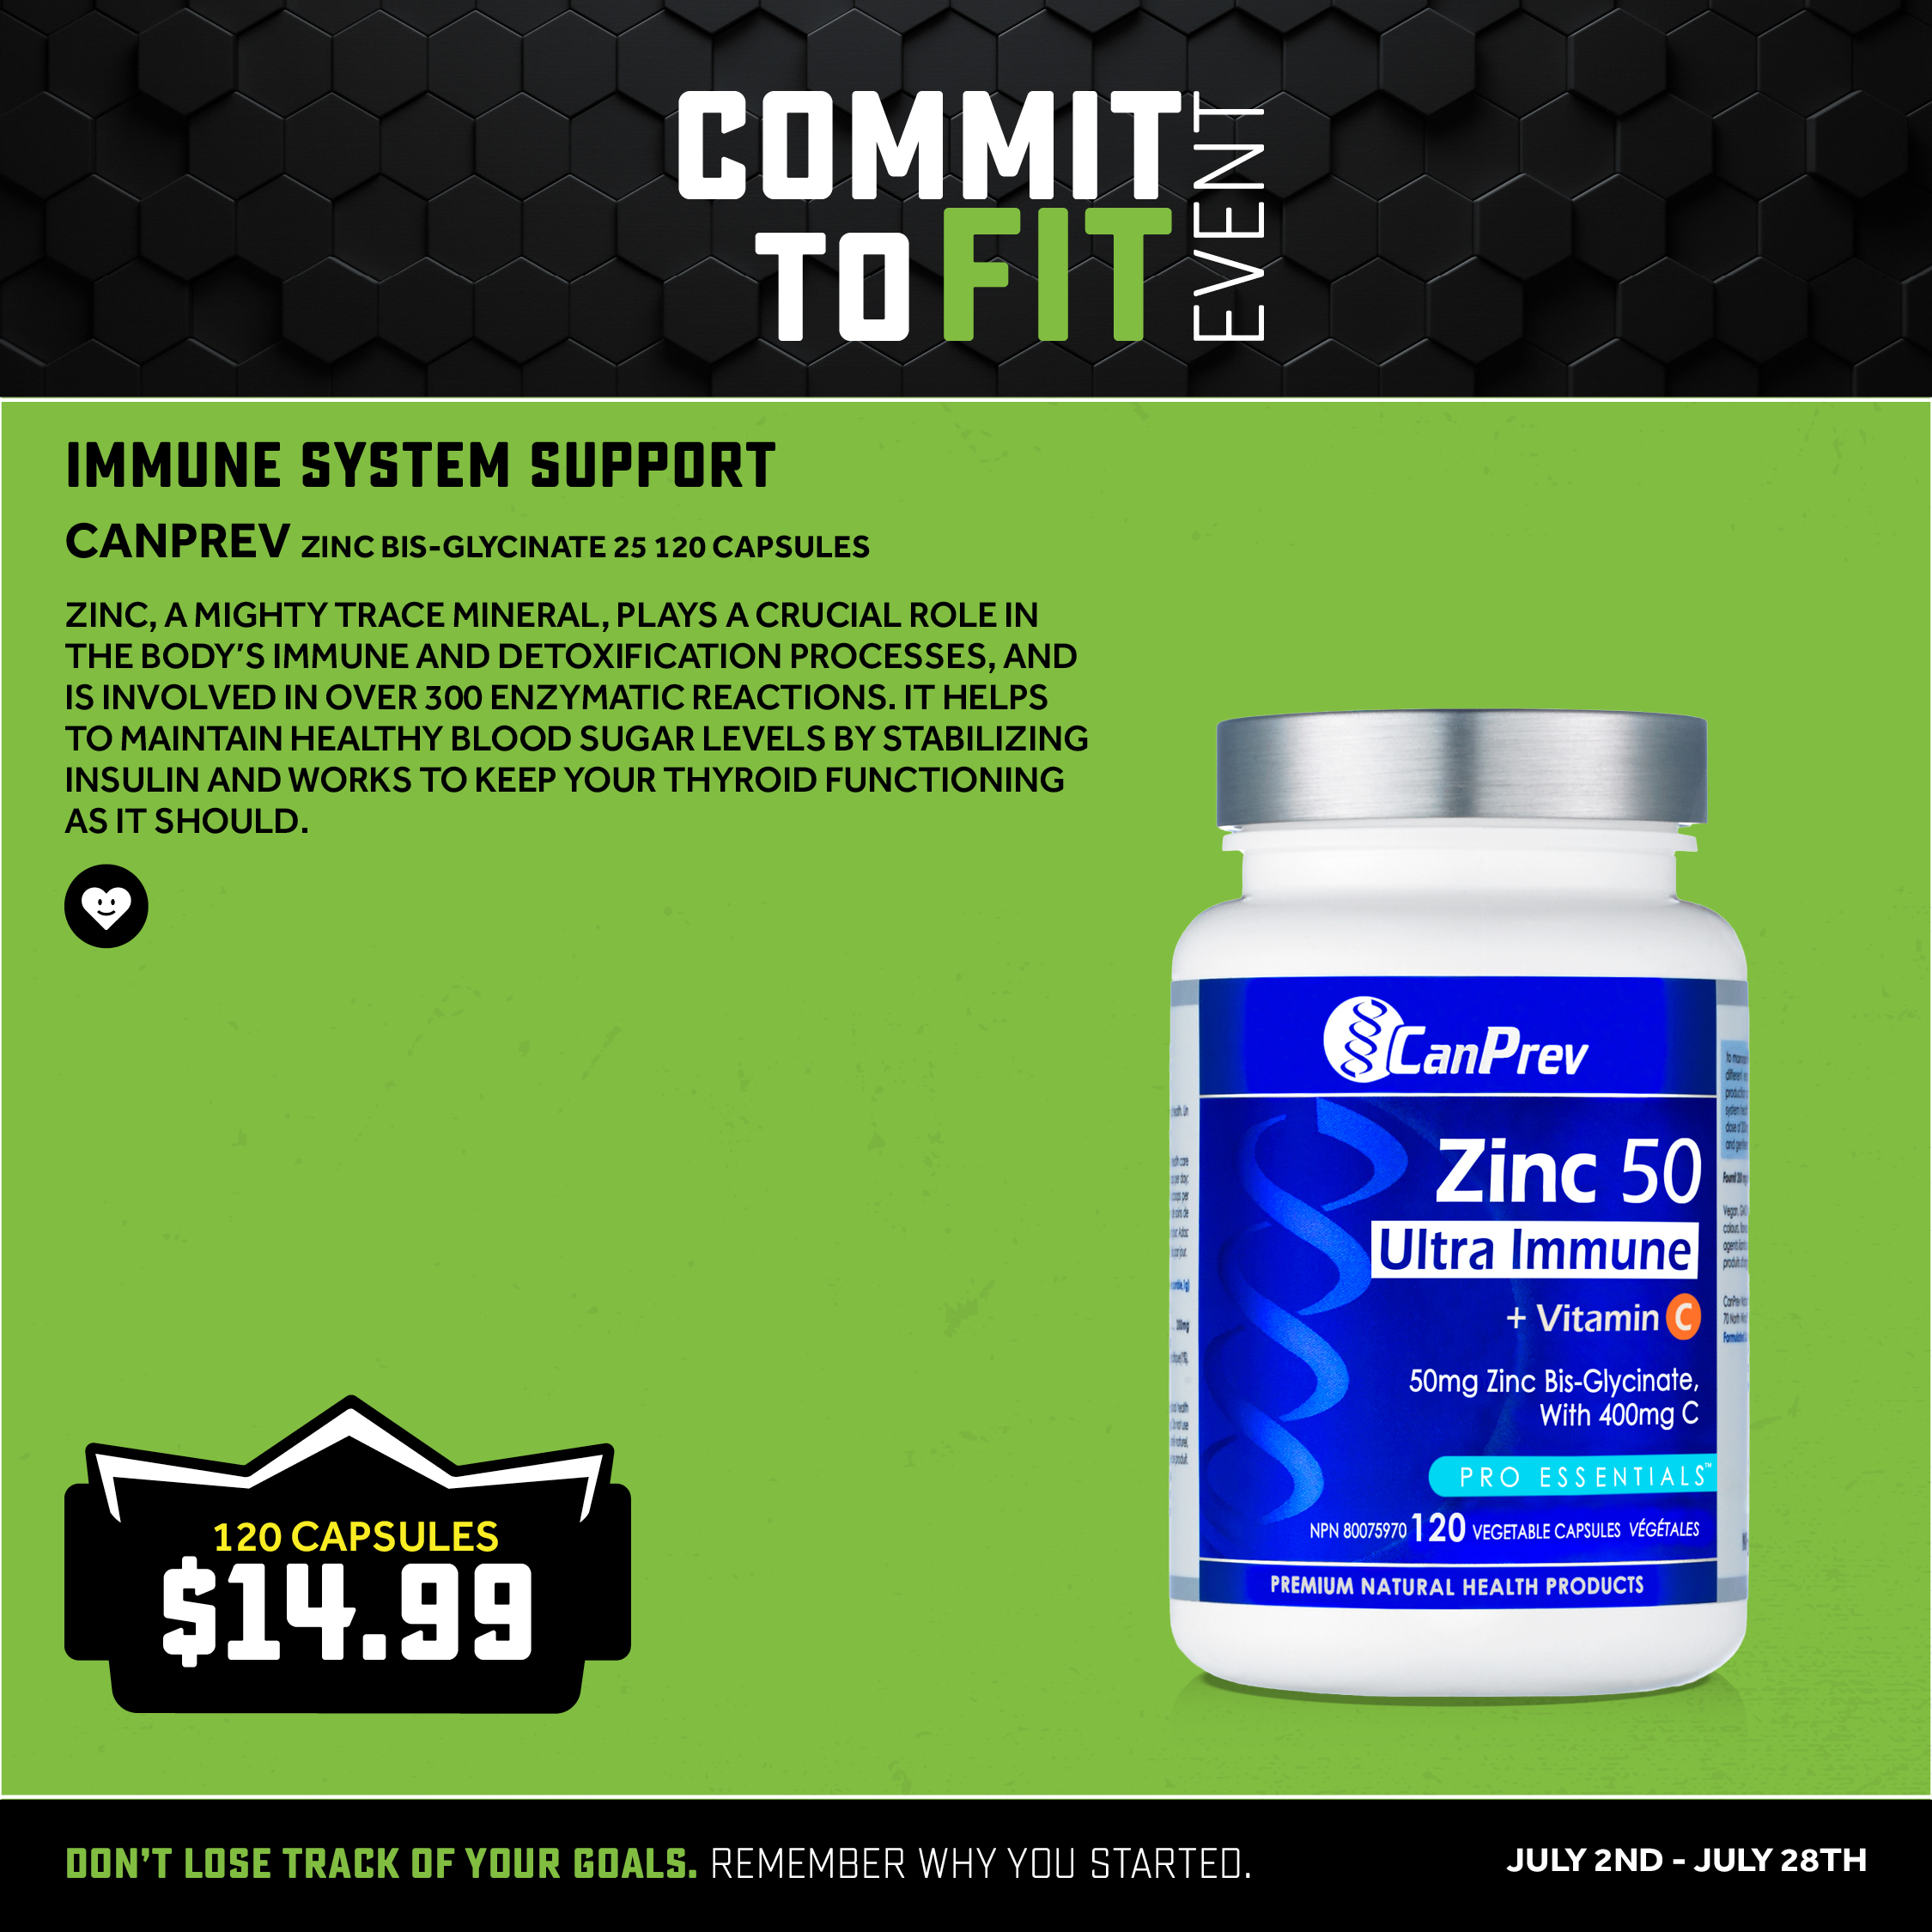 COMMIT
TO FIT
EVENT
IMMUNE SYSTEM SUPPORT
CANPREV ZINC BIS-GLYCINATE 25 120 CAPSULES
ZINC, A MIGHTY TRACE MINERAL, PLAYS A CRUCIAL ROLE IN
THE BODY'S IMMUNE AND DETOXIFICATION PROCESSES, AND
IS INVOLVED IN OVER 300 ENZYMATIC REACTIONS. IT HELPS
TO MAINTAIN HEALTHY BLOOD SUGAR LEVELS BY STABILIZING
INSULIN AND WORKS TO KEEP YOUR THYROID FUNCTIONING
AS IT SHOULD.
CanPrev
Zinc 50
Ultra Immune
+ Vitamin C
50mg Zinc Bis-Glycinate,
With 400mg C
PRO ESSENTIALS™
NPN 80075970 120 VEGETABLE CAPSULES VÉGÉTALES
PREMIUM NATURAL HEALTH PRODUCTS
120 CAPSULES
$14.99
DON'T LOSE TRACK OF YOUR GOALS. REMEMBER WHY YOU STARTED.
JULY 2ND - JULY 28TH